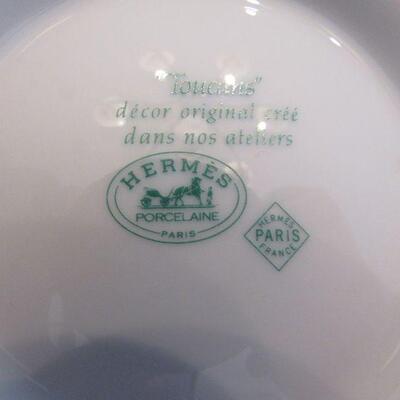 "Toucans"
décor original créé
dans nos ateliers
HERMÈS
PORCELAINE
PARIS
HERMÈS
PARIS
FRANCE